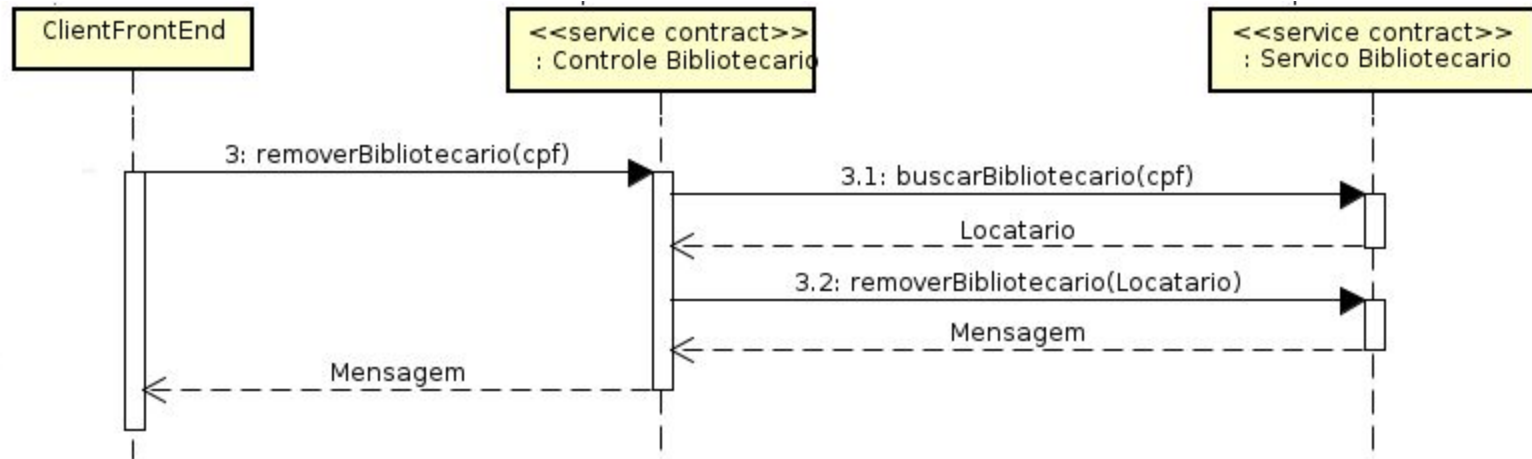 ClientFrontEnd
<<service contract>>
: Controle Bibliotecario
<<service contract>>
: Servico Bibliotecario
3: removerBibliotecario(cpf)
3.1: buscarBibliotecario(cpf)
Locatario
3.2: removerBibliotecario(Locatario)
Mensagem
Mensagem